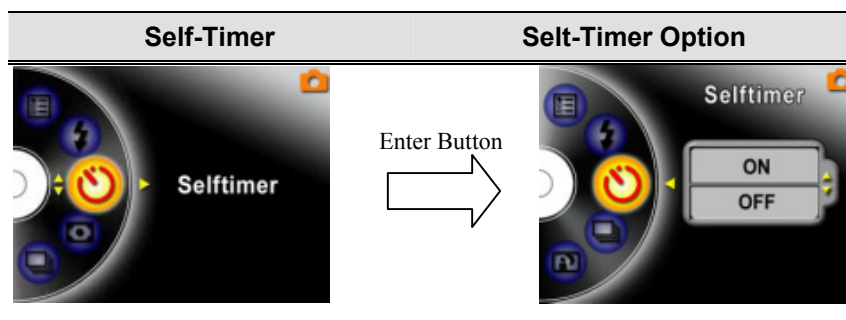 Self-Timer
Selt-Timer Option
Selftimer
Enter Button
Selftimer
ON
OFF